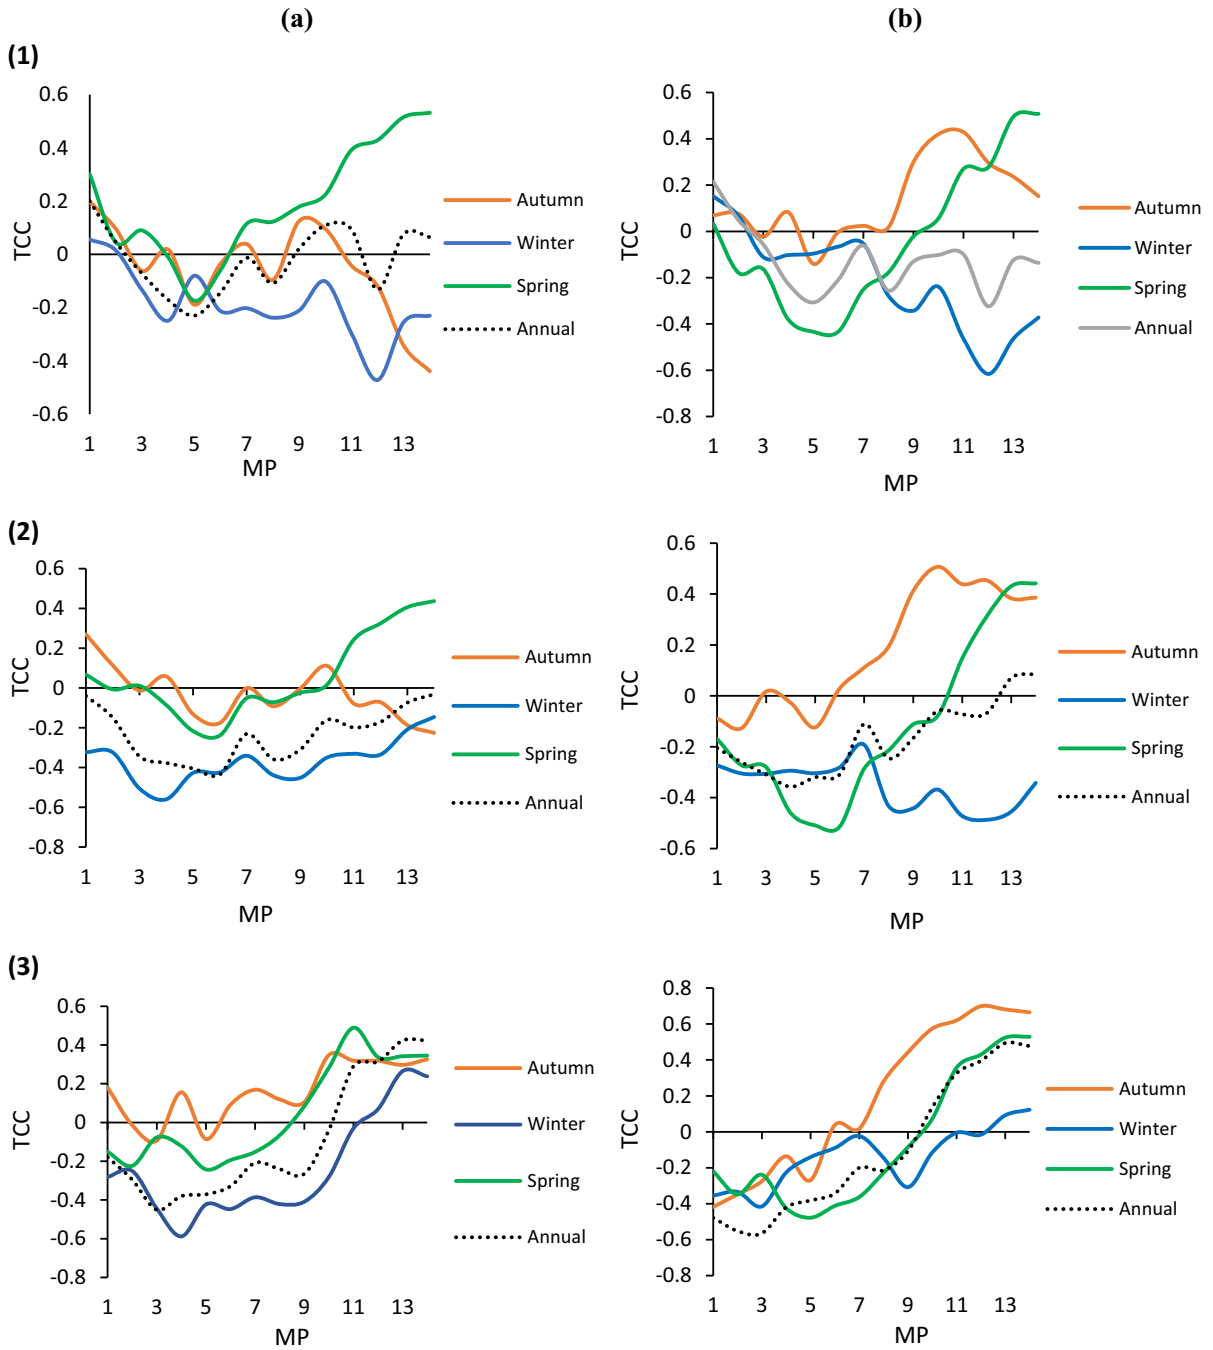 (a)
(b)
(1)
0.6
0.4
0.2
0
-0.2
-0.4
-0.6
TCC
1 3 5 7 9 11 13
MP
Autumn
Winter
Spring
Annual
0.6
0.4
0.2
0
-0.2
-0.4
-0.6
-0.8
TCC
1 3 5 7 9 11 13
MP
Autumn
Winter
Spring
Annual
(2)
0.6
0.4
0.2
0
-0.2
-0.4
-0.6
-0.8
TCC
1 3 5 7 9 11 13
MP
Autumn
Winter
Spring
Annual
0.6
0.4
0.2
0
-0.2
-0.4
-0.6
TCC
1 3 5 7 9 11 13
MP
Autumn
Winter
Spring
Annual
(3)
0.6
0.4
0.2
0
-0.2
-0.4
-0.6
-0.8
TCC
1 3 5 7 9 11 13
MP
Autumn
Winter
Spring
Annual
0.8
0.6
0.4
0.2
0
-0.2
-0.4
-0.6
-0.8
TCC
1 3 5 7 9 11 13
MP
Autumn
Winter
Spring
Annual